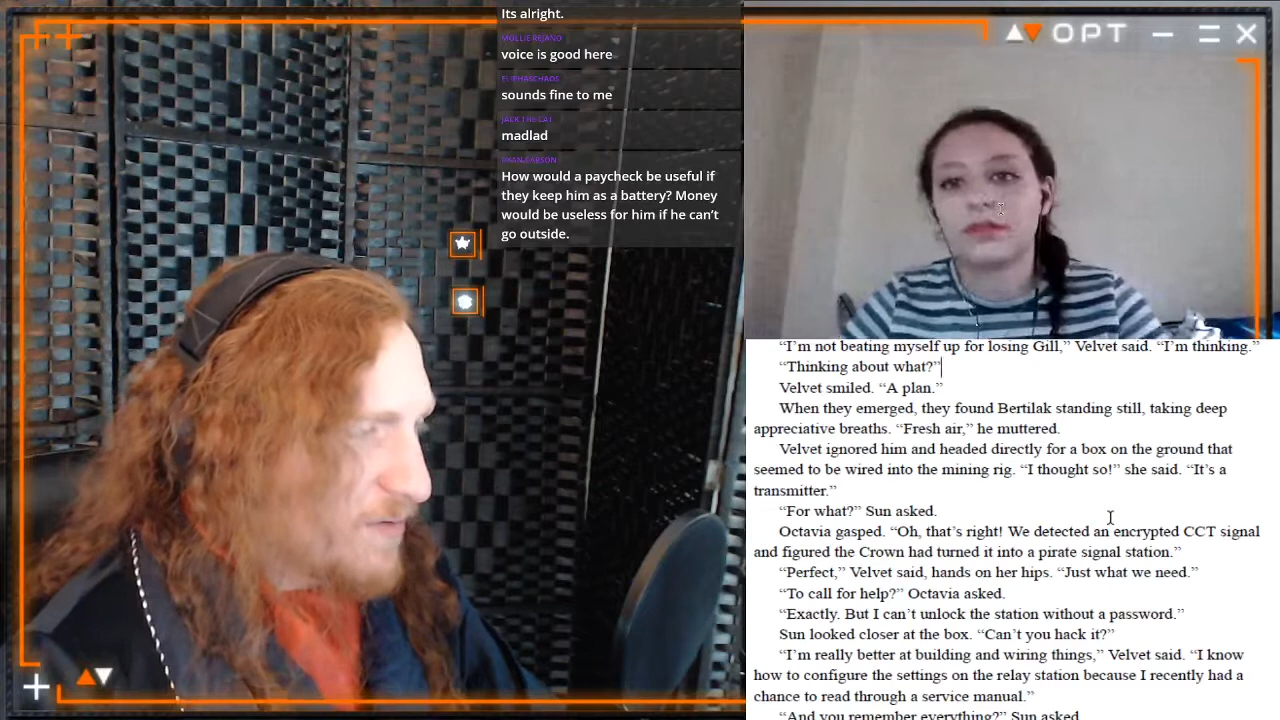 Its alright.
MOLLIE REJANO
voice is good here
ELIPHASCHAOS
sounds fine to me
JACK THE CAT
madlad
How would a paycheck be useful if
they keep him as a battery? Money
would be useless for him if he can’t
go outside.
OPT
“I’m not beating myself up for losing Gill,” Velvet said. “I’m thinking.”
“Thinking about what?”
Velvet smiled. “A plan.”
When they emerged, they found Bertilak standing still, taking deep
appreciative breaths. “Fresh air,” he muttered.
Velvet ignored him and headed directly for a box on the ground that
seemed to be wired into the mining rig. “I thought so!” she said. “It’s a
transmitter.”
“For what?” Sun asked.
Octavia gasped. “Oh, that’s right! We detected an encrypted CCT signal
and figured the Crown had turned it into a pirate signal station.”
“Perfect,” Velvet said, hands on her hips. “Just what we need.”
“To call for help?” Octavia asked.
“Exactly. But I can’t unlock the station without a password.”
Sun looked closer at the box. “Can’t you hack it?”
“I’m really better at building and wiring things,” Velvet said. “I know
how to configure the settings on the relay station because I recently had a
chance to read through a service manual.”
“And you remember everything?” Sun asked.